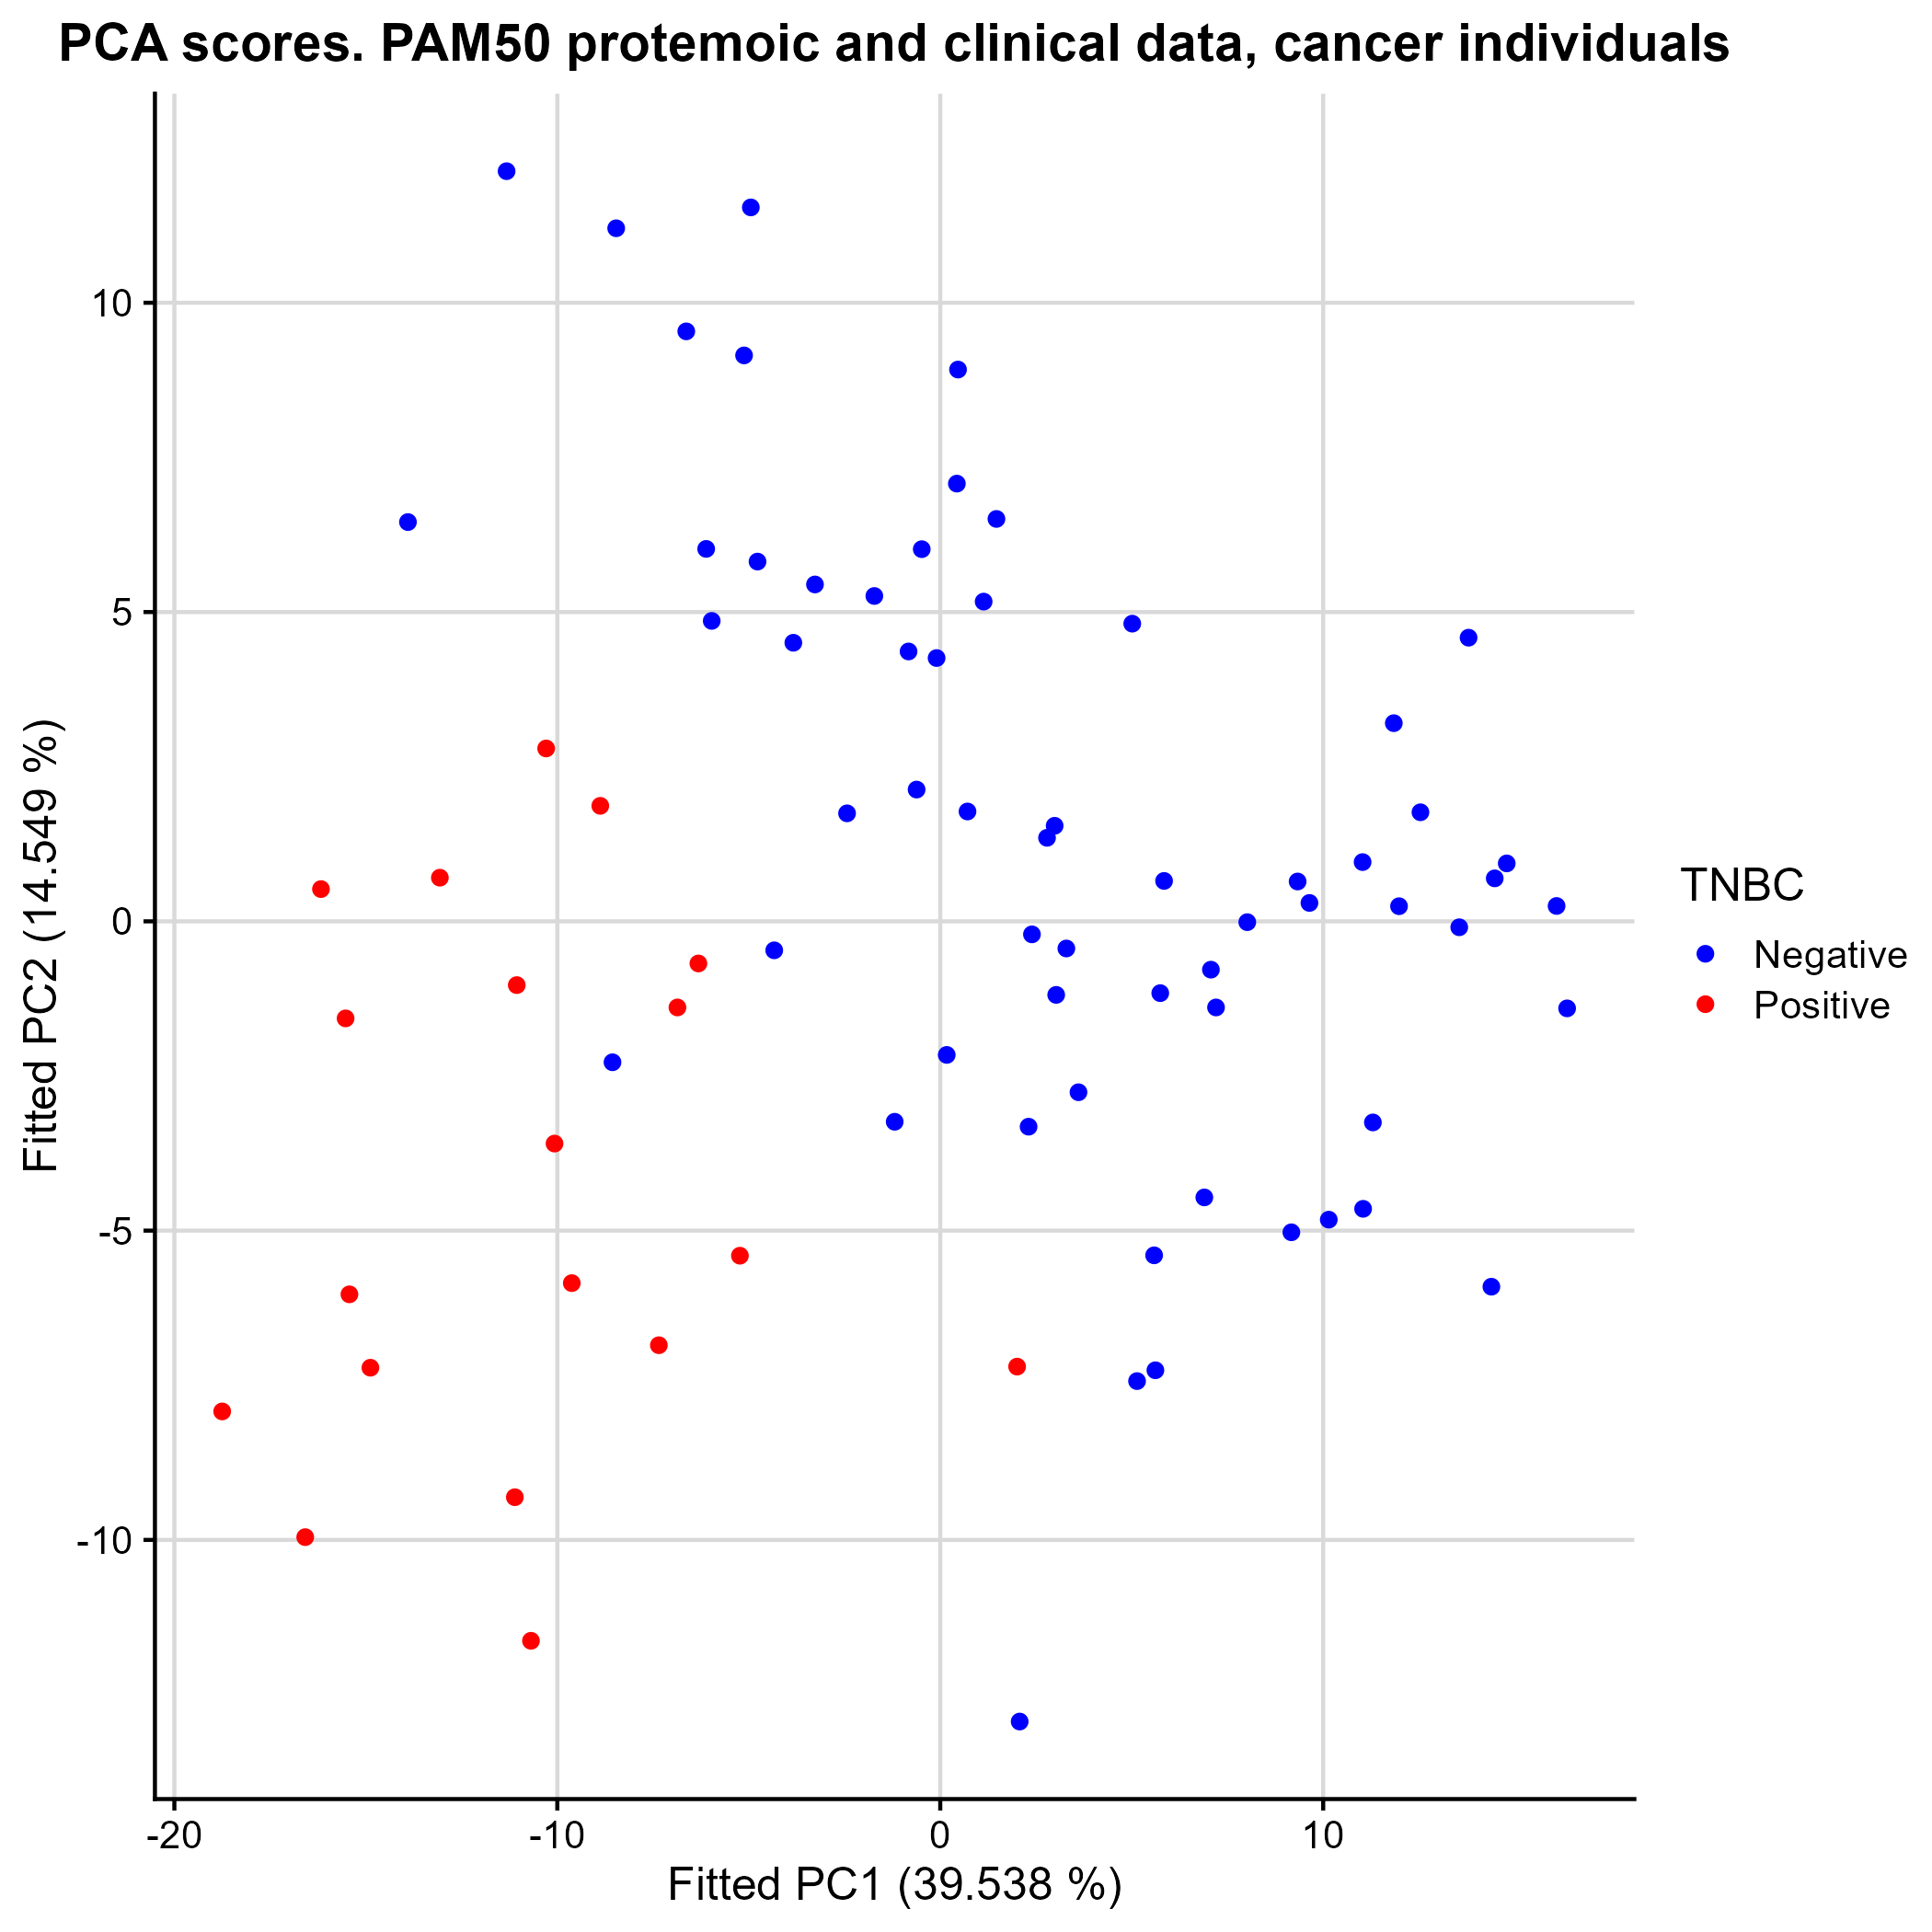 PCA scores. PAM50 protemoic and clinical data, cancer individuals
Fitted PC2 (14.549 %)
10
5
0
-5
-10
-20
-10
0
10
Fitted PC1 (39.538 %)
TNBC
Negative
Positive